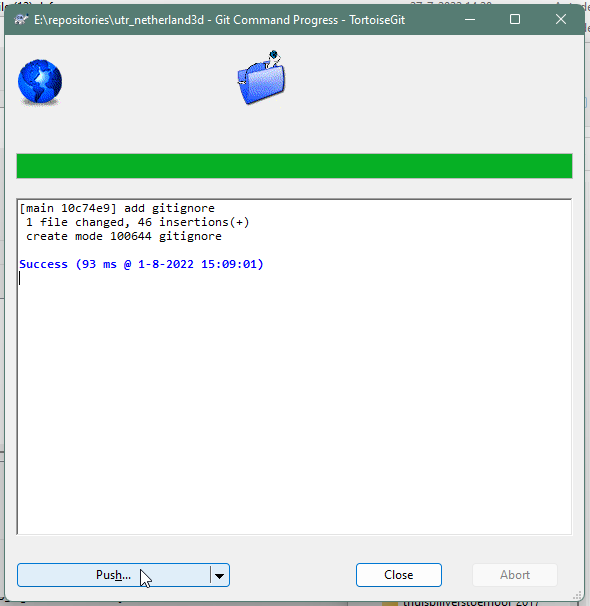 E:\repositories\utr_netherland3d - Git Command Progress - TortoiseGit
[main 10c74e9] add gitignore
1 file changed, 46 insertions(+)
create mode 100644 gitignore
Success (93 ms @ 1-8-2022 15:09:01)
Push...
Close
Abort